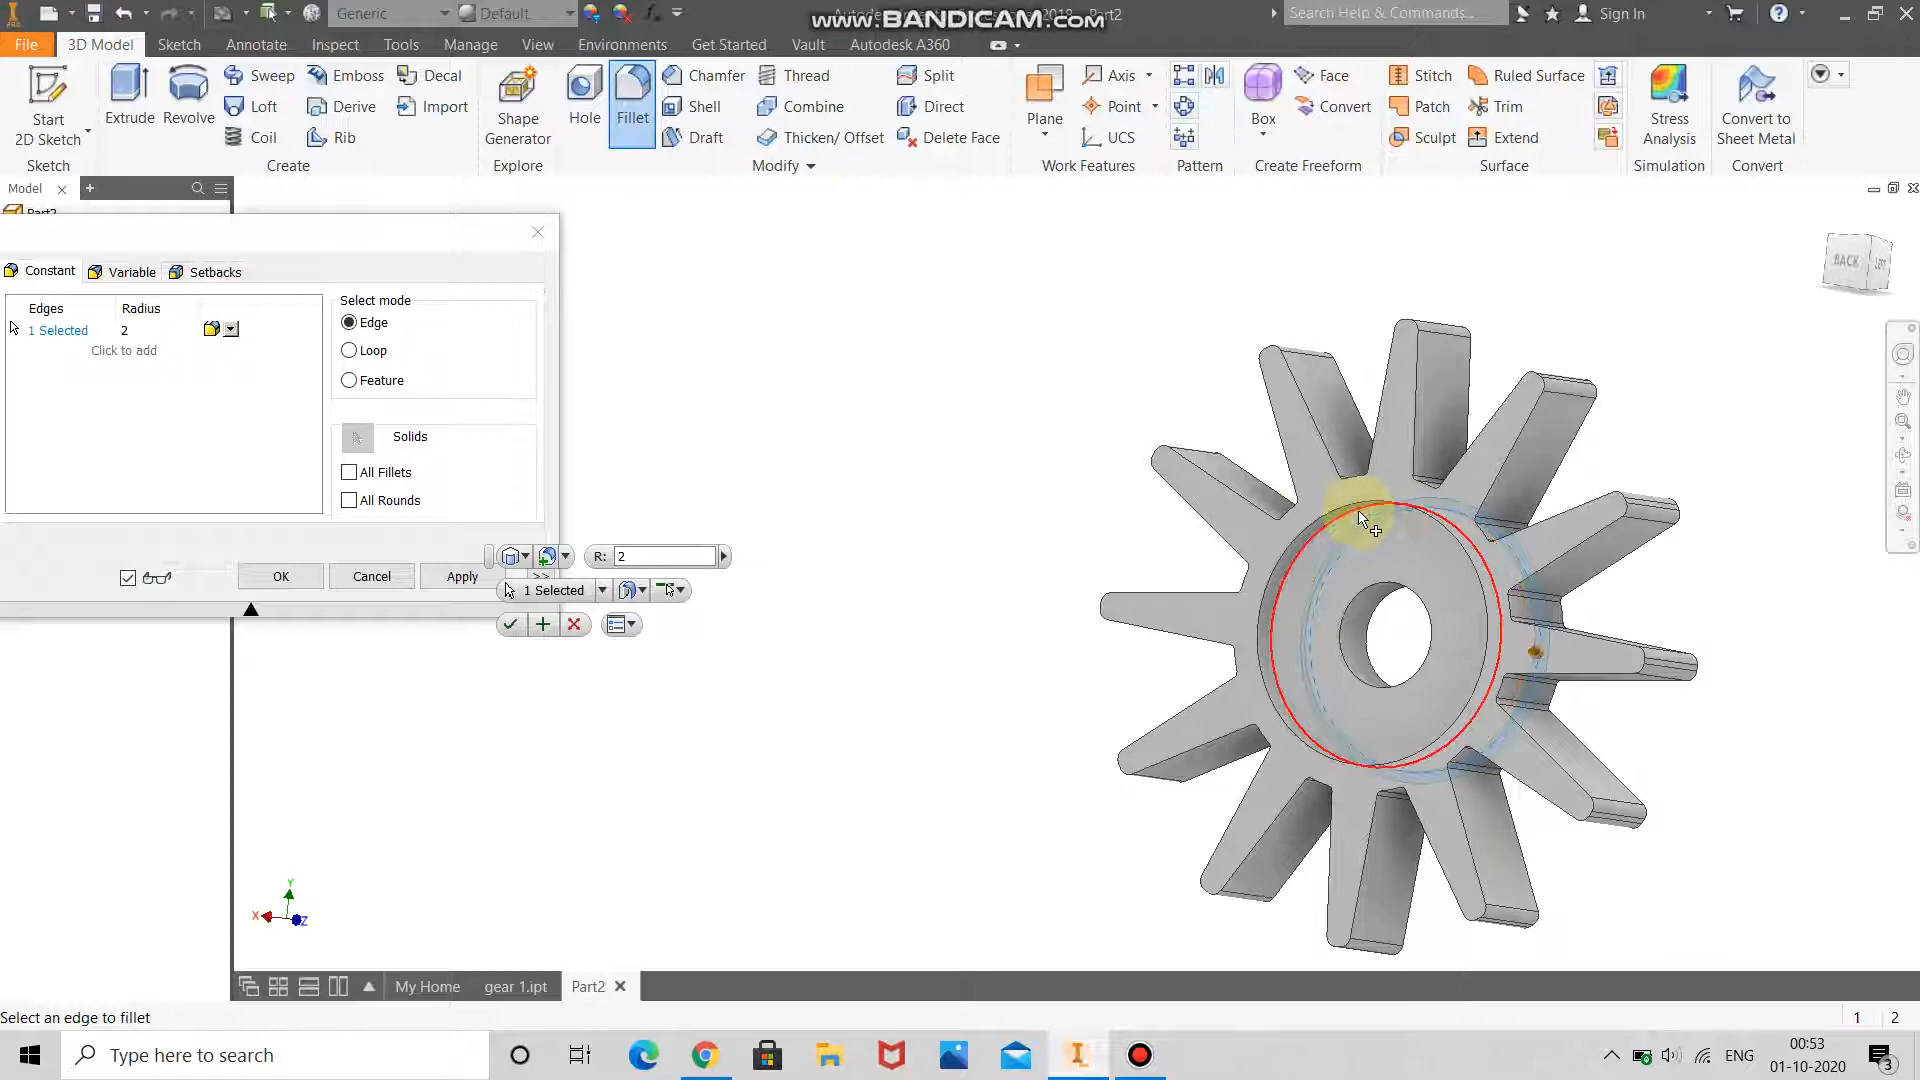 Generic
Default
Autodesk
2018
Part2
www.BANDICAM.com
Search Help & Commands...
Sign In
File
3D Model
Sketch
Annotate
Inspect
Tools
Manage
View
Environments
Get Started
Vault
Autodesk A360
Start
2D Sketch
Sketch
Extrude
Revolve
Sweep
Loft
Coil
Emboss
Derive
Rib
Decal
Import
Create
Shape
Generator
Explore
Hole
Fillet
Chamfer
Shell
Draft
Thread
Combine
Thicken/ Offset
Split
Direct
Delete Face
Modify
Plane
Axis
Point
UCS
Work Features
Pattern
Box
Face
Convert
Create Freeform
Stitch
Patch
Sculpt
Ruled Surface
Trim
Extend
Surface
Stress
Analysis
Simulation
Convert to
Sheet Metal
Convert
Model
Part2
Constant
Variable
Setbacks
Edges
Radius
1 Selected
2
Click to add
Select mode
Edge
Loop
Feature
Solids
All Fillets
All Rounds
OK
Cancel
Apply
>>
R: 2
1 Selected
BACK
LEFT
Y
X
Z
My Home
gear 1.ipt
Part2
Select an edge to fillet
1
2
Type here to search
ENG
00:53
01-10-2020
3